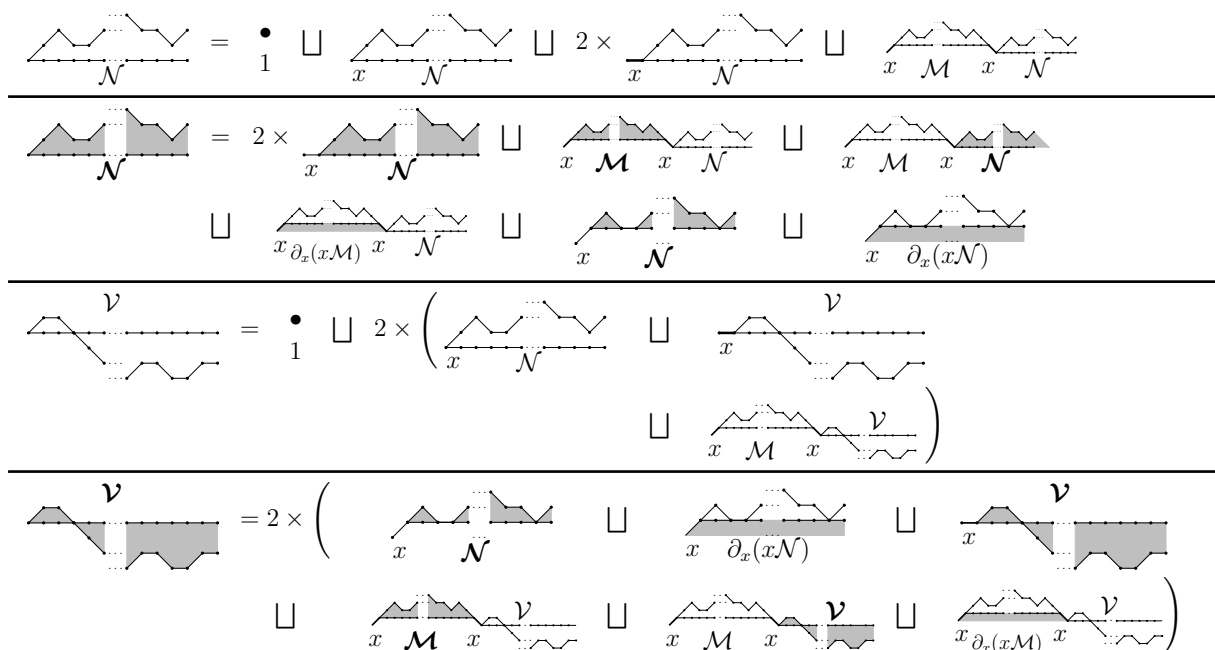 = 1 ⨆ x 𝒩 ⨆ 2 × x 𝒩 ⨆ x ℳ x 𝒩
𝒩
= 2 × x 𝓝 ⨆ x 𝓜 x 𝒩 ⨆ x ℳ x 𝓝
𝓝
⨆ x ∂ₓ(xℳ) x 𝒩 ⨆ x 𝓝 ⨆ x ∂ₓ(x𝒩)
𝒱
= 1 ⨆ 2 × ( x 𝒩 ⨆ x 𝒱
⨆ x ℳ x 𝒱 )
𝓥
= 2 × ( x 𝓝 ⨆ x ∂ₓ(x𝒩) ⨆ x 𝓥
⨆ x 𝓜 x 𝒱 ⨆ x ℳ x 𝓥 ⨆ x ∂ₓ(xℳ) x 𝒱 )